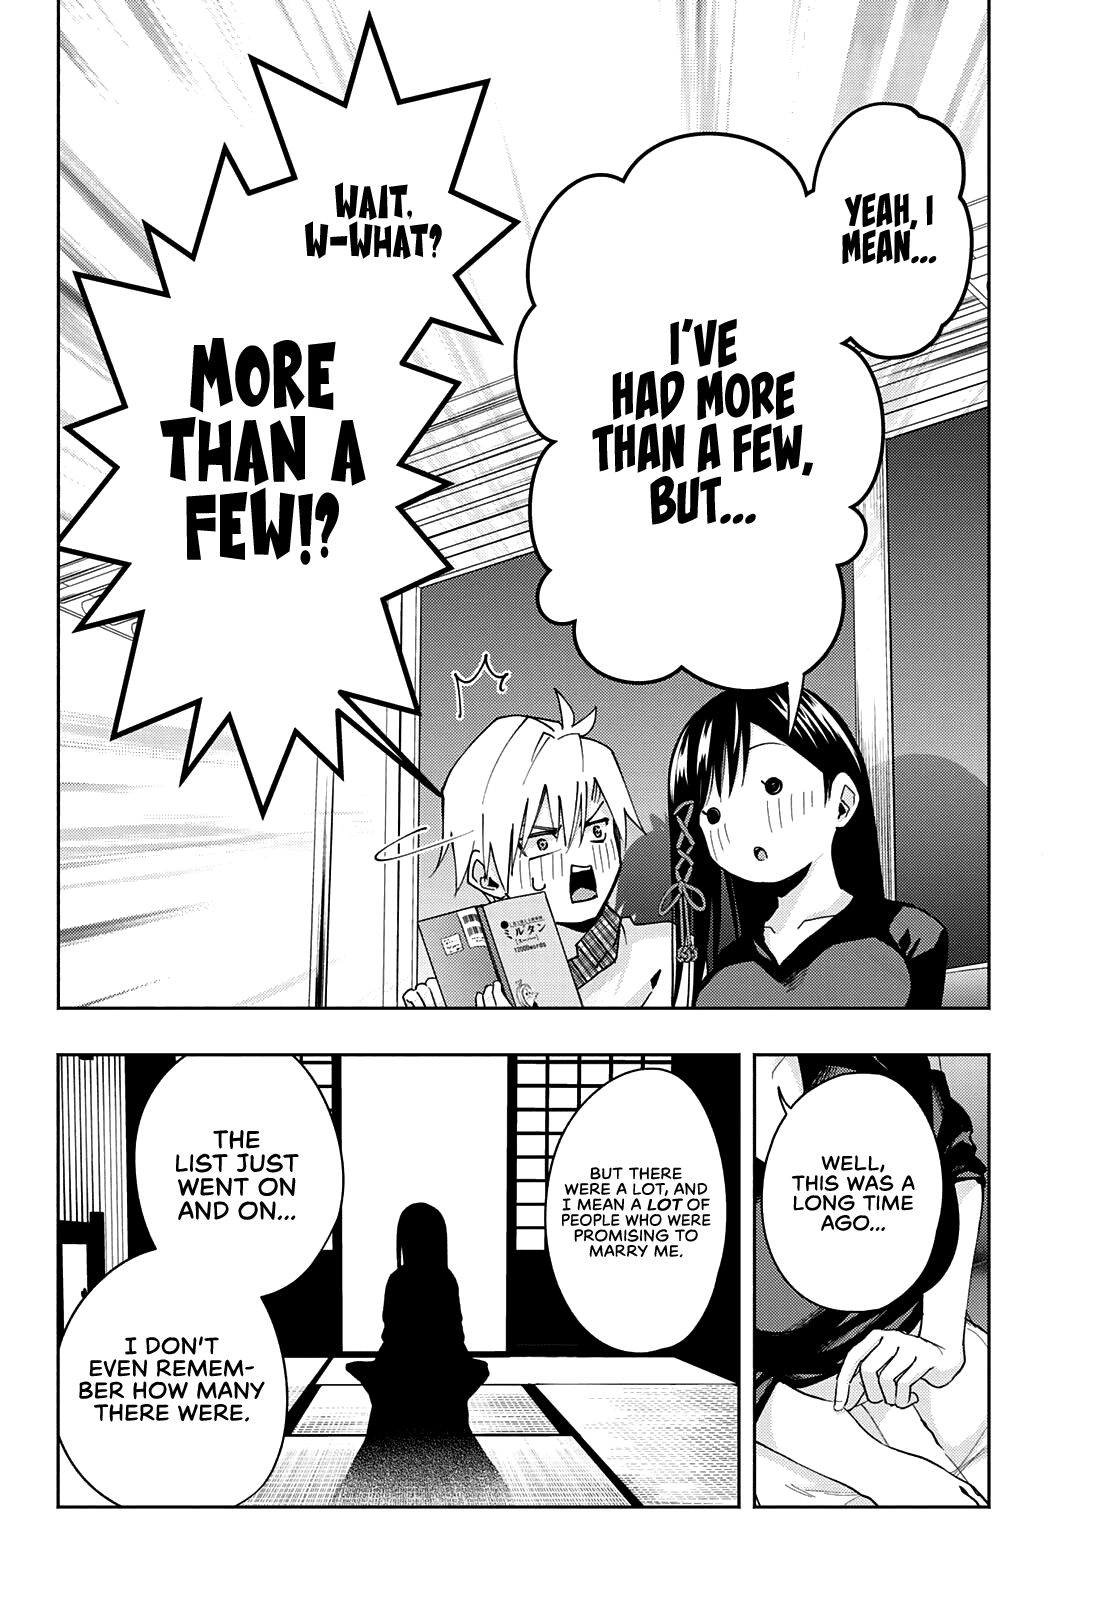 YEAH, I
MEAN...
I'VE
HAD MORE
THAN A FEW,
BUT...
WAIT,
W-WHAT?
MORE
THAN A
FEW!?
ミルタン
12000words
WELL,
THIS WAS A
LONG TIME
AGO...
BUT THERE
WERE A LOT, AND
I MEAN A LOT OF
PEOPLE WHO WERE
PROMISING TO
MARRY ME.
THE
LIST JUST
WENT ON
AND ON...
I DON'T
EVEN REMEM-
BER HOW MANY
THERE WERE.